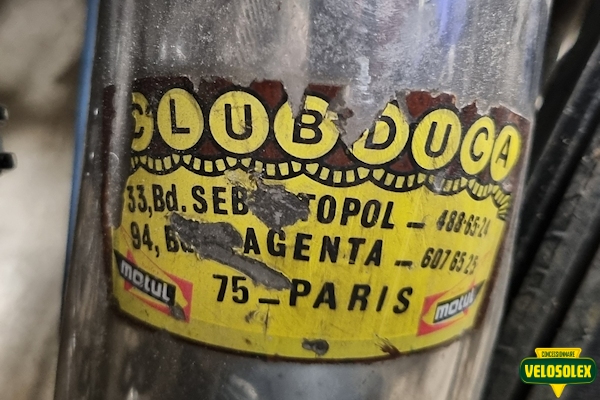 CLUB DUCA
33, Bd. SEB TOPOL - 488-65-24
94, AGENTA - 607 65 25
75 - PARIS
MOTUL
MOTUL
CONCESSIONNAIRE
VELOSOLEX